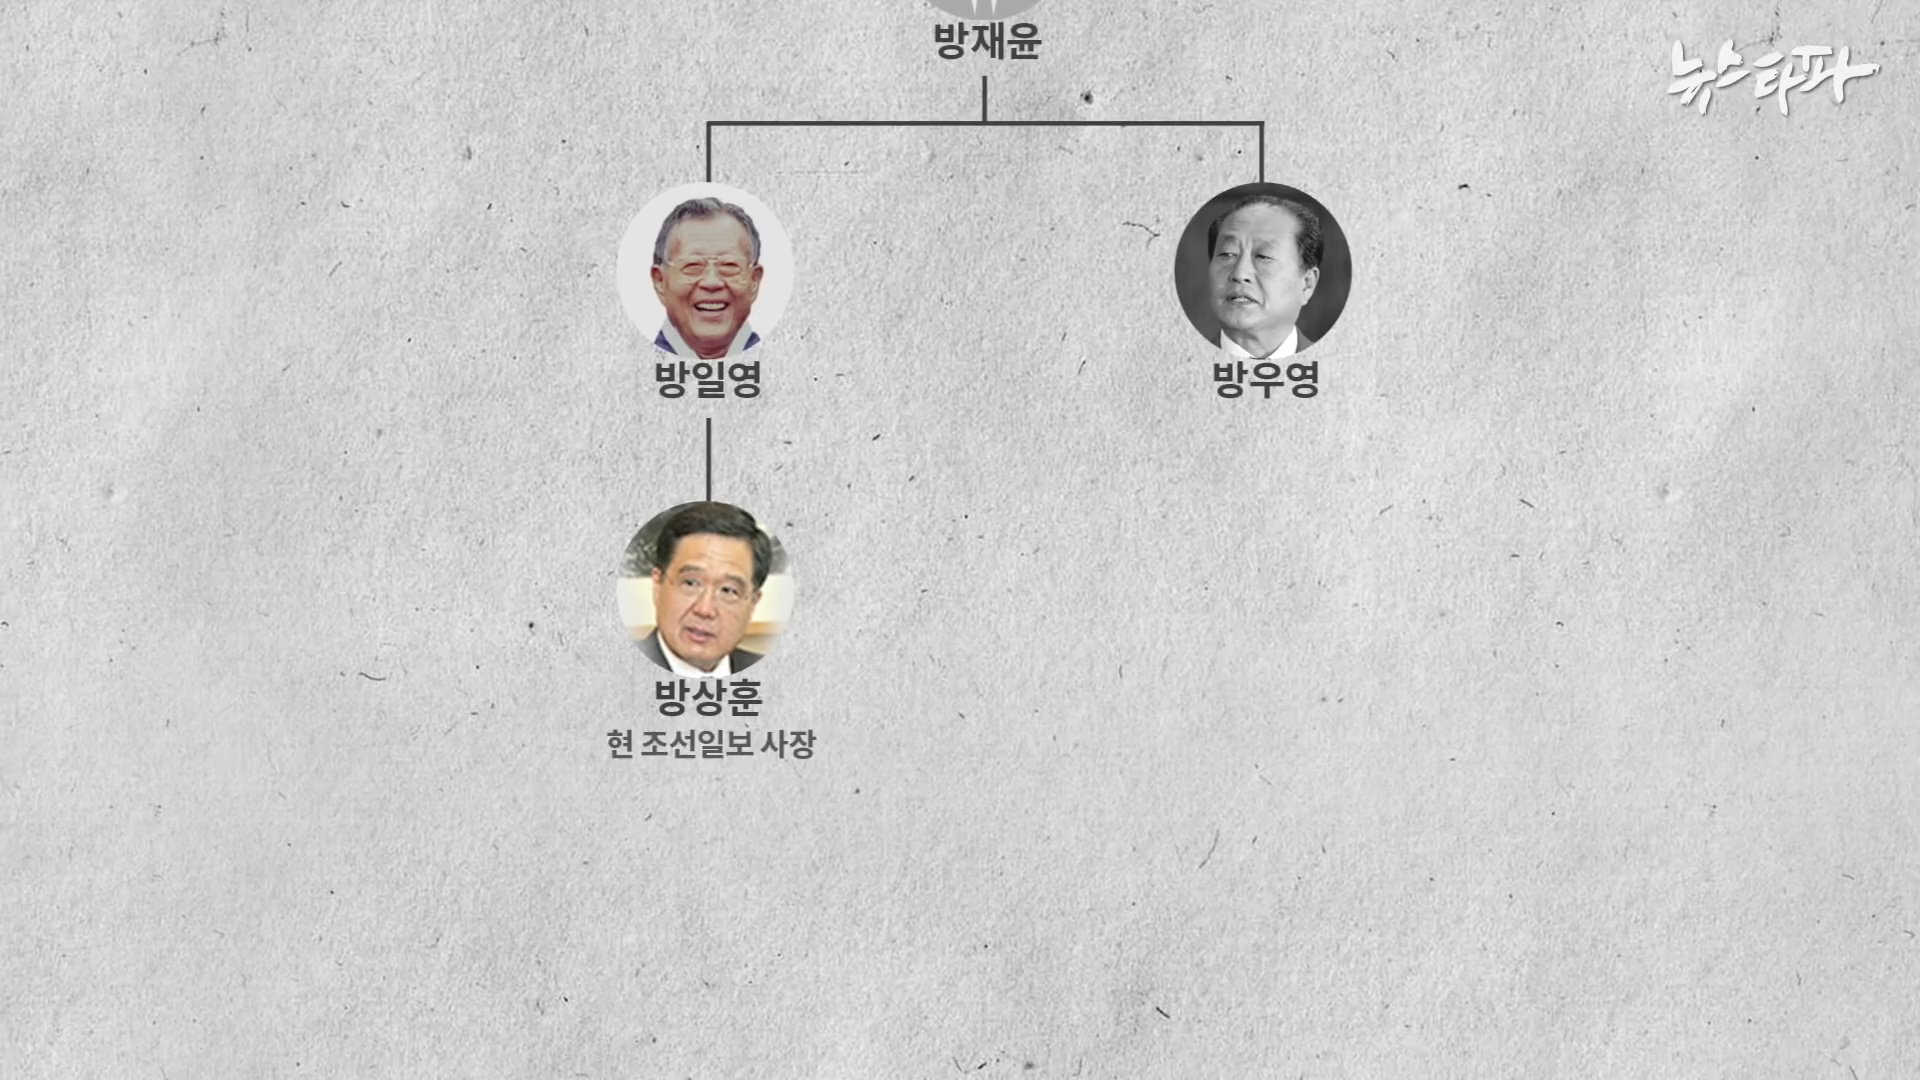 방재윤
뉴스타파
방일영
방우영
방상훈
현 조선일보 사장